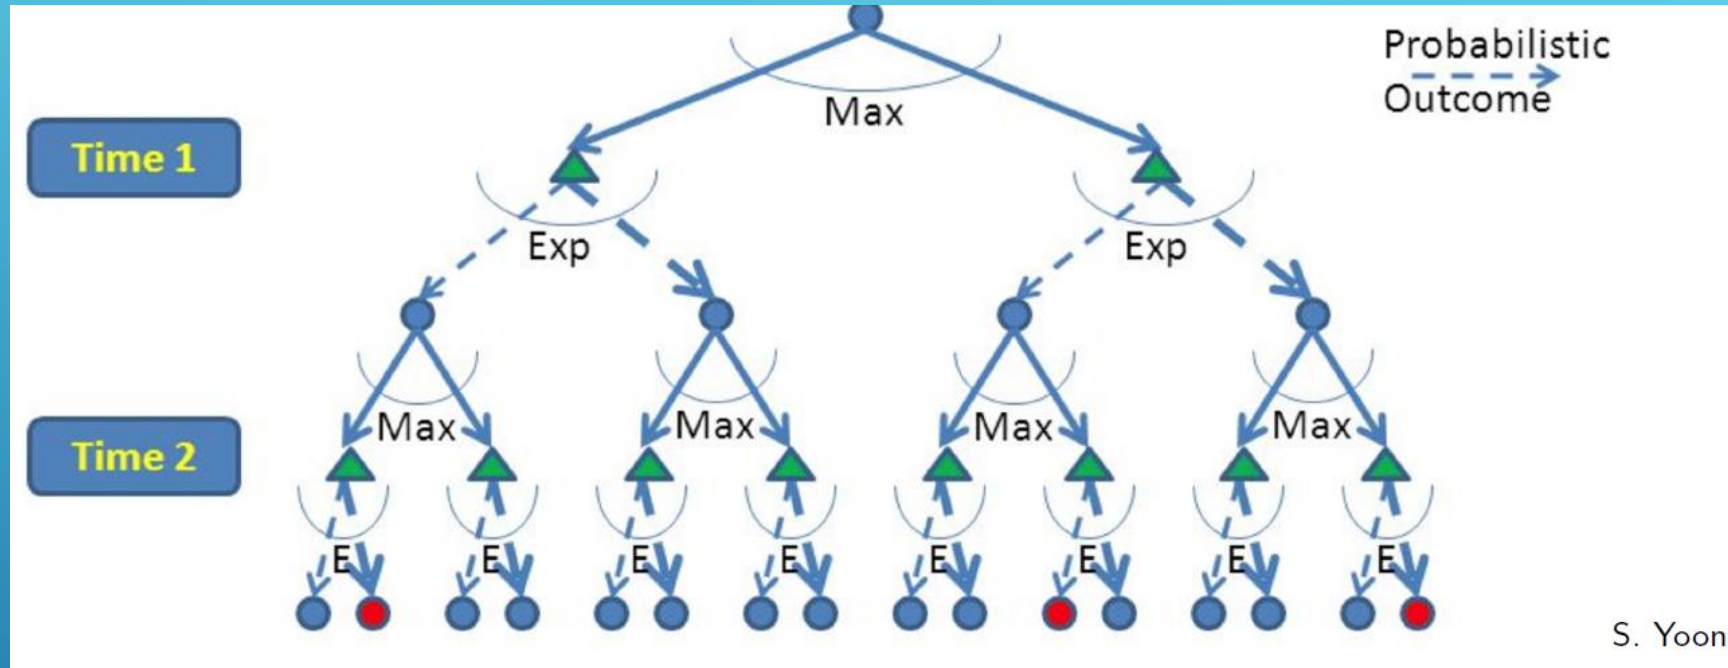 Probabilistic
Outcome
Max
Time 1
Exp
Exp
Max
Max
Max
Max
Time 2
E
E
E
E
E
E
E
E
S. Yoon